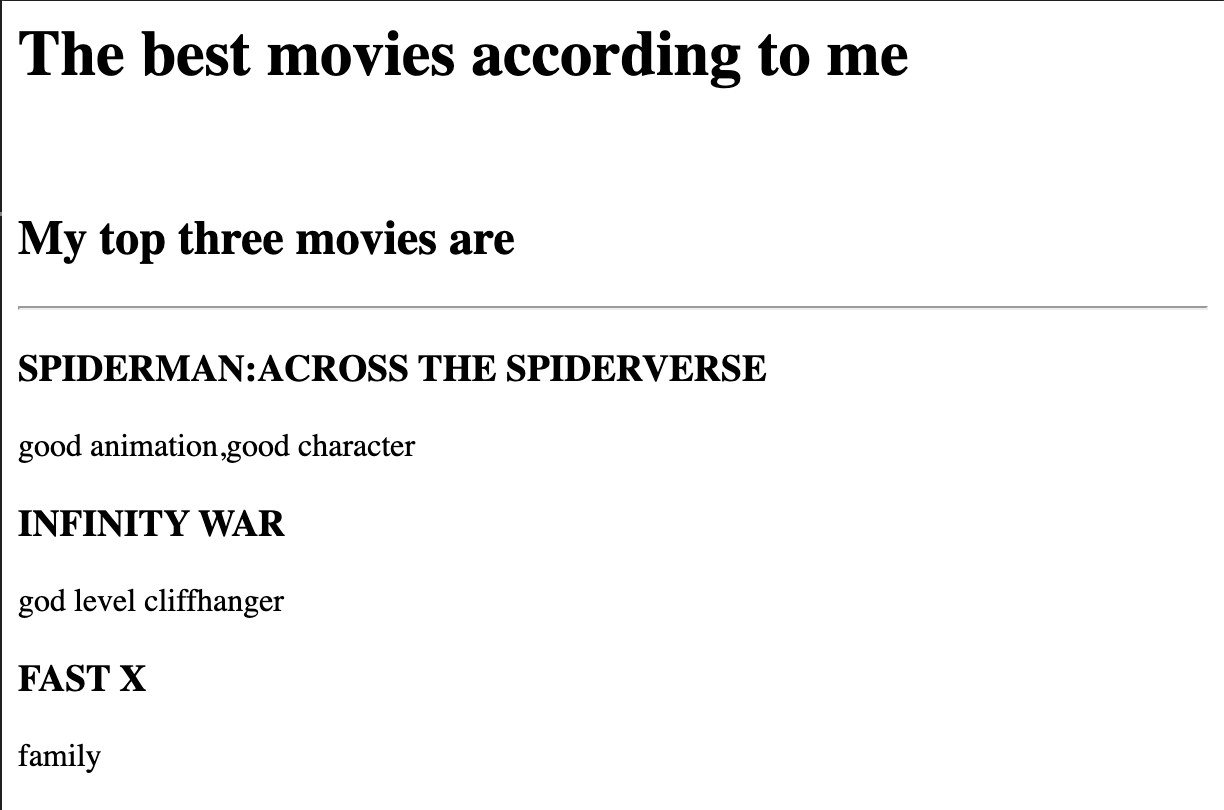 The best movies according to me
My top three movies are
SPIDERMAN:ACROSS THE SPIDERVERSE
good animation,good character
INFINITY WAR
god level cliffhanger
FAST X
family